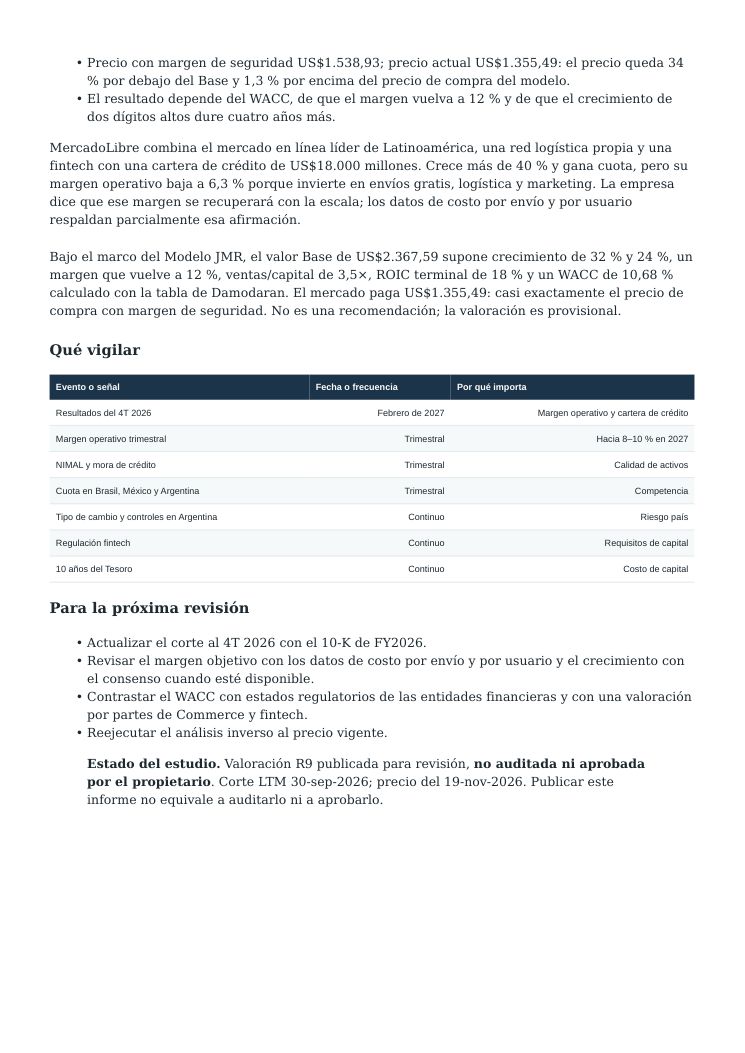 • Precio con margen de seguridad US$1.538,93; precio actual US$1.355,49: el precio queda 34
% por debajo del Base y 1,3 % por encima del precio de compra del modelo.
• El resultado depende del WACC, de que el margen vuelva a 12 % y de que el crecimiento de
dos dígitos altos dure cuatro años más.
MercadoLibre combina el mercado en línea líder de Latinoamérica, una red logística propia y una
fintech con una cartera de crédito de US$18.000 millones. Crece más de 40 % y gana cuota, pero su
margen operativo baja a 6,3 % porque invierte en envíos gratis, logística y marketing. La empresa
dice que ese margen se recuperará con la escala; los datos de costo por envío y por usuario
respaldan parcialmente esa afirmación.
Bajo el marco del Modelo JMR, el valor Base de US$2.367,59 supone crecimiento de 32 % y 24 %, un
margen que vuelve a 12 %, ventas/capital de 3,5×, ROIC terminal de 18 % y un WACC de 10,68 %
calculado con la tabla de Damodaran. El mercado paga US$1.355,49: casi exactamente el precio de
compra con margen de seguridad. No es una recomendación; la valoración es provisional.
Qué vigilar
Evento o señal Fecha o frecuencia Por qué importa
Resultados del 4T 2026 Febrero de 2027 Margen operativo y cartera de crédito
Margen operativo trimestral Trimestral Hacia 8–10 % en 2027
NIMAL y mora de crédito Trimestral Calidad de activos
Cuota en Brasil, México y Argentina Trimestral Competencia
Tipo de cambio y controles en Argentina Continuo Riesgo país
Regulación fintech Continuo Requisitos de capital
10 años del Tesoro Continuo Costo de capital
Para la próxima revisión
• Actualizar el corte al 4T 2026 con el 10-K de FY2026.
• Revisar el margen objetivo con los datos de costo por envío y por usuario y el crecimiento con
el consenso cuando esté disponible.
• Contrastar el WACC con estados regulatorios de las entidades financieras y con una valoración
por partes de Commerce y fintech.
• Reejecutar el análisis inverso al precio vigente.
Estado del estudio. Valoración R9 publicada para revisión, no auditada ni aprobada
por el propietario. Corte LTM 30-sep-2026; precio del 19-nov-2026. Publicar este
informe no equivale a auditarlo ni a aprobarlo.